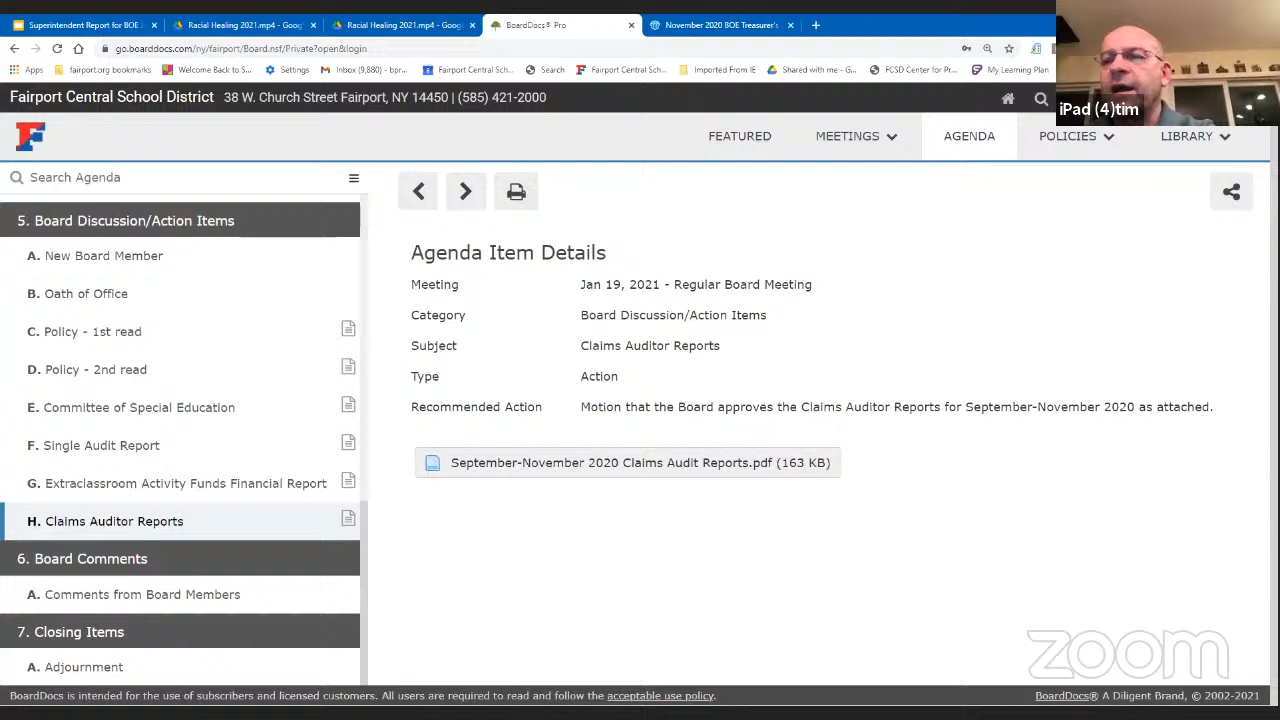 Superintendent Report for BOE
Racial Healing 2021.mp4 - Goog
Racial Healing 2021.mp4 - Goog
BoardDocs® Pro
November 2020 BOE Treasurer's
go.boarddocs.com/ny/fairport/Board.nsf/Private?open&login
Apps
fairport.org bookmarks
Welcome Back to S...
Settings
Inbox (9,880) - bpr...
Fairport Central Sch...
Search
Fairport Central Sch...
Imported From IE
Shared with me - G...
FCSD Center for Pr...
My Learning Plan
iPad (4)tim
Fairport Central School District 38 W. Church Street Fairport, NY 14450 | (585) 421-2000
F
FEATURED
MEETINGS
AGENDA
POLICIES
LIBRARY
Search Agenda
5. Board Discussion/Action Items
A. New Board Member
B. Oath of Office
C. Policy - 1st read
D. Policy - 2nd read
E. Committee of Special Education
F. Single Audit Report
G. Extraclassroom Activity Funds Financial Report
H. Claims Auditor Reports
6. Board Comments
A. Comments from Board Members
7. Closing Items
A. Adjournment
Agenda Item Details
Meeting Jan 19, 2021 - Regular Board Meeting
Category Board Discussion/Action Items
Subject Claims Auditor Reports
Type Action
Recommended Action Motion that the Board approves the Claims Auditor Reports for September-November 2020 as attached.
September-November 2020 Claims Audit Reports.pdf (163 KB)
zoom
BoardDocs is intended for the use of subscribers and licensed customers. All users are required to read and follow the acceptable use policy.
BoardDocs® A Diligent Brand, © 2002-2021